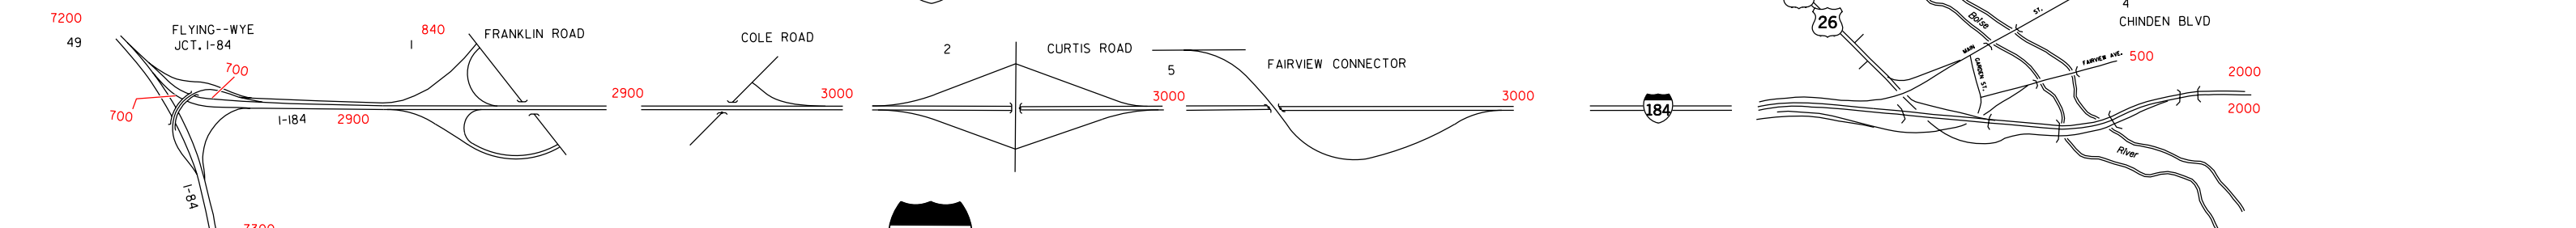 7200
49
FLYING--WYE
JCT. I-84
700
700
I-184
2900
I-84
840
1
FRANKLIN ROAD
2900
COLE ROAD
3000
2
CURTIS ROAD
5
3000
FAIRVIEW CONNECTOR
3000
184
26
Boise
ST.
MAIN
GARDEN ST.
FAIRVIEW AVE.
500
4
CHINDEN BLVD
2000
2000
River